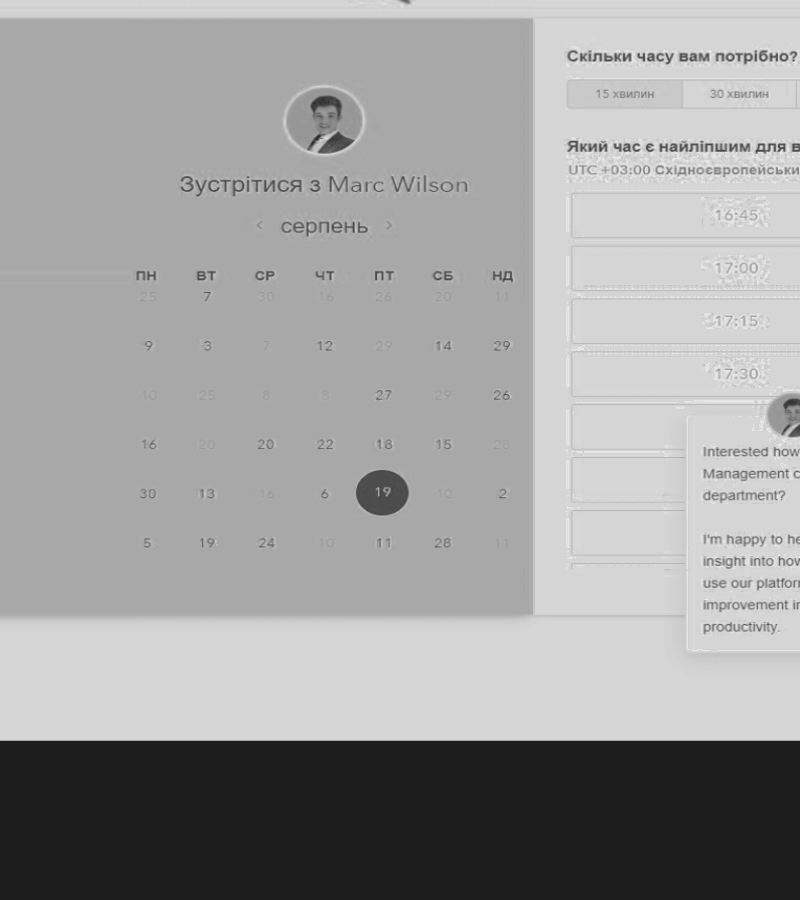 Зустрітися з Marc Wilson
‹ серпень ›
ПН ВТ СР ЧТ ПТ СБ НД
25 7 30 16 26 20 11
9 3 7 12 29 14 29
10 25 8 8 27 29 26
16 20 20 22 18 15 28
30 13 16 6 19 10 2
5 19 24 10 11 28 11
Скільки часу вам потрібно?
15 хвилин 30 хвилин
Який час є найліпшим для в
UTC +03:00 Східноєвропейськи
16:45
17:00
17:15
17:30
Interested how
Management c
department?
I'm happy to he
insight into how
use our platfor
improvement in
productivity.